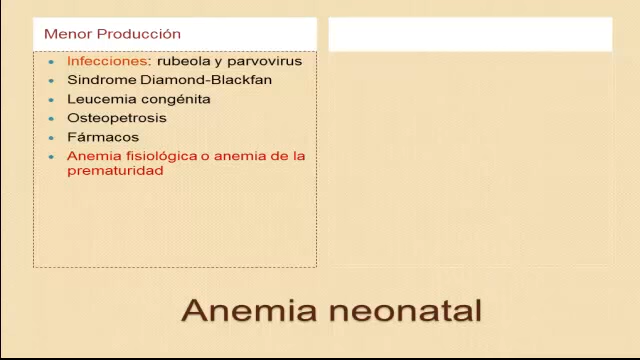 Menor Producción
Infecciones: rubeola y parvovirus
Sindrome Diamond-Blackfan
Leucemia congénita
Osteopetrosis
Fármacos
Anemia fisiológica o anemia de la
prematuridad
Anemia neonatal